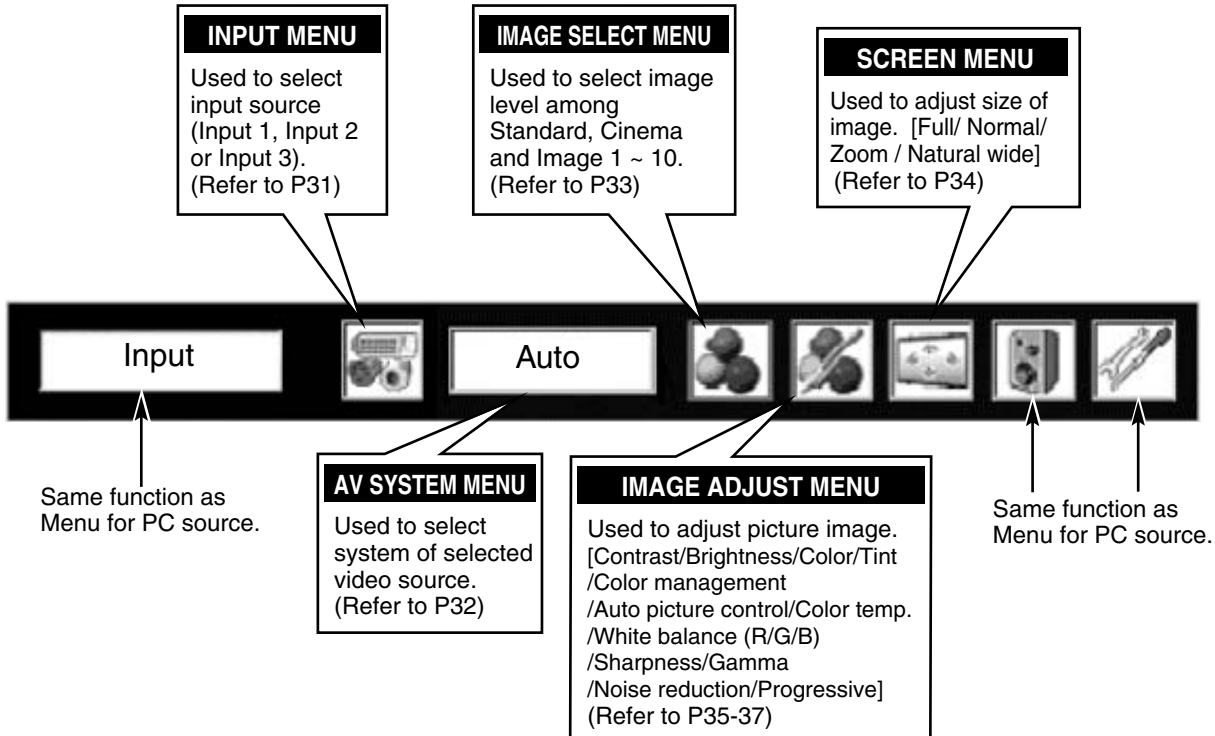 INPUT MENU
Used to select
input source
(Input 1, Input 2
or Input 3).
(Refer to P31)
IMAGE SELECT MENU
Used to select image
level among
Standard, Cinema
and Image 1 ~ 10.
(Refer to P33)
SCREEN MENU
Used to adjust size of
image. [Full/ Normal/
Zoom / Natural wide]
(Refer to P34)
Input
Auto
Same function as
Menu for PC source.
AV SYSTEM MENU
Used to select
system of selected
video source.
(Refer to P32)
IMAGE ADJUST MENU
Used to adjust picture image.
[Contrast/Brightness/Color/Tint
/Color management
/Auto picture control/Color temp.
/White balance (R/G/B)
/Sharpness/Gamma
/Noise reduction/Progressive]
(Refer to P35-37)
Same function as
Menu for PC source.